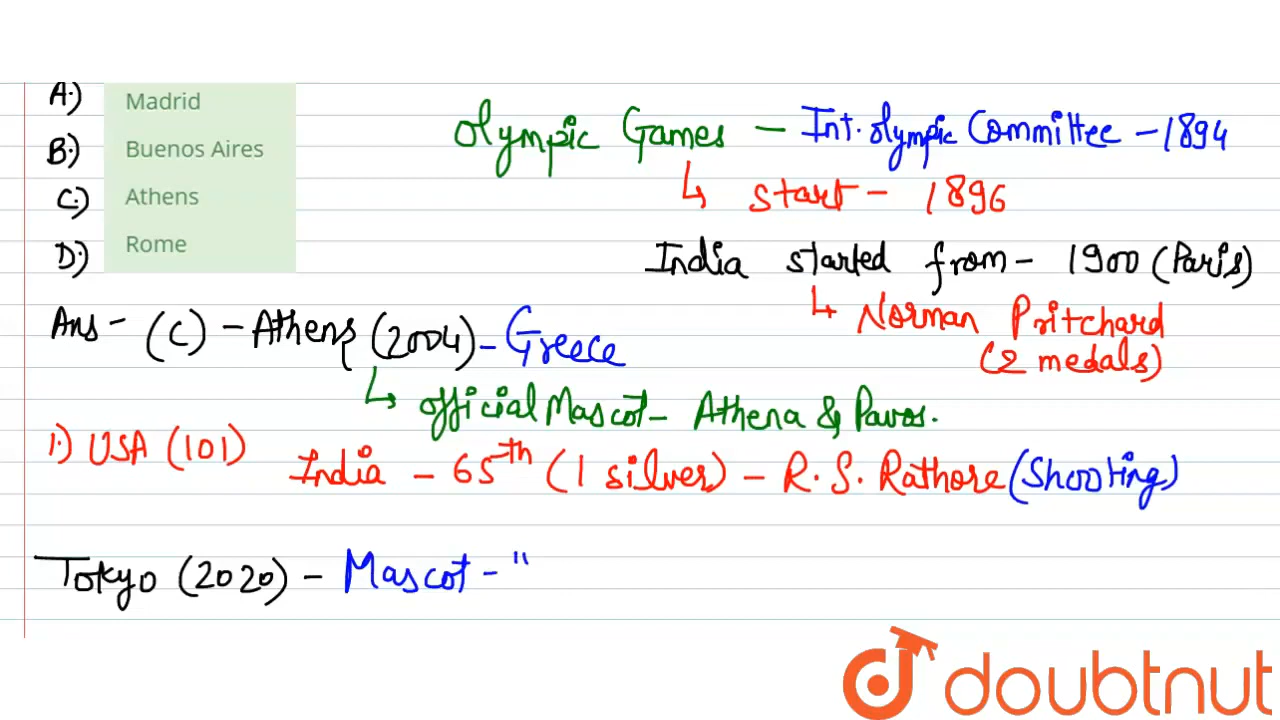 A.) Madrid
B.) Buenos Aires
C.) Athens
D.) Rome
Olympic Games - Int. Olympic Committee - 1894
↳ start - 1896
India started from - 1900 (Paris)
↳ Norman Pritchard
(2 medals)
Ans - (C) - Athens (2004) - Greece
↳ official Mascot - Athena & Pavos.
1.) USA (101)
India - 65th (1 silver) - R. S. Rathore (Shooting)
Tokyo (2020) - Mascot - "
doubtnut